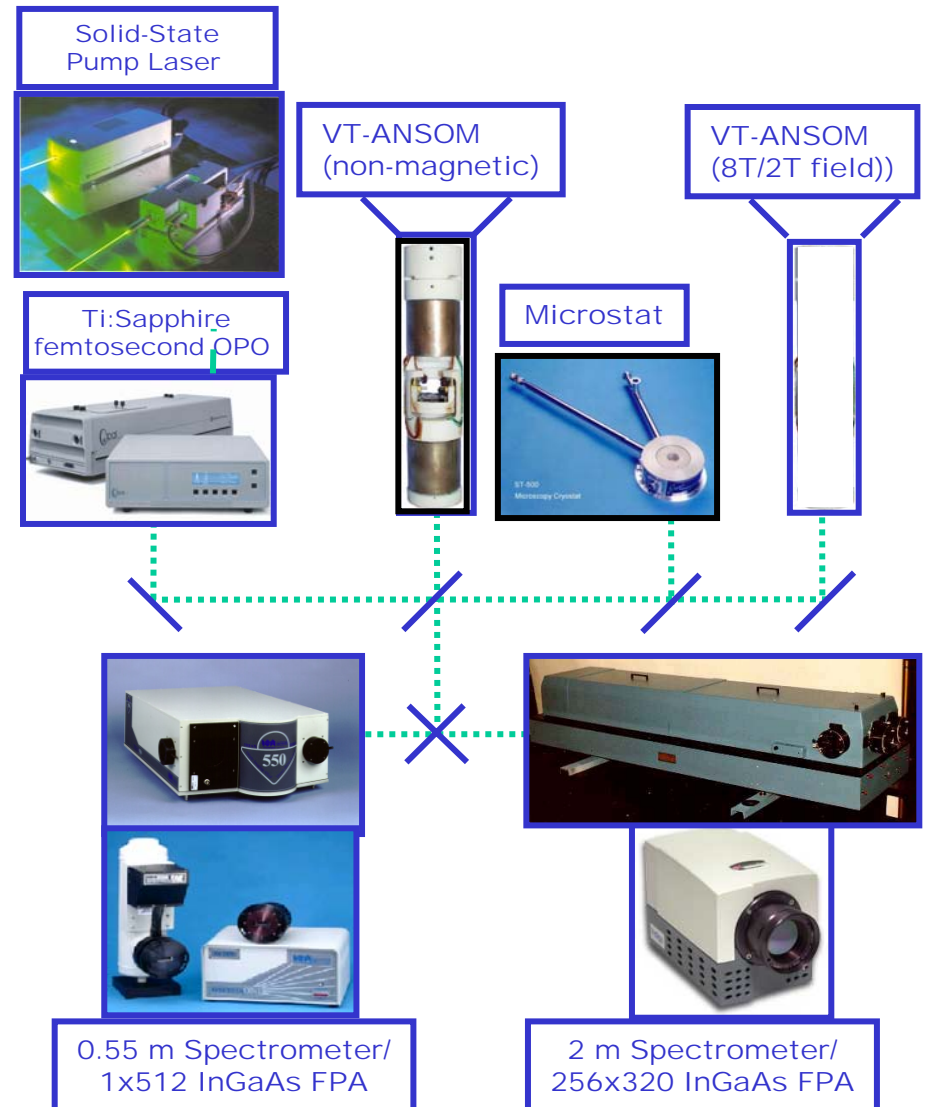 Solid-State
Pump Laser
VT-ANSOM
(non-magnetic)
VT-ANSOM
(8T/2T field))
Ti:Sapphire
femtosecond OPO
Microstat
ST-500
Microscopy Cryostat
550
0.55 m Spectrometer/
1x512 InGaAs FPA
2 m Spectrometer/
256x320 InGaAs FPA